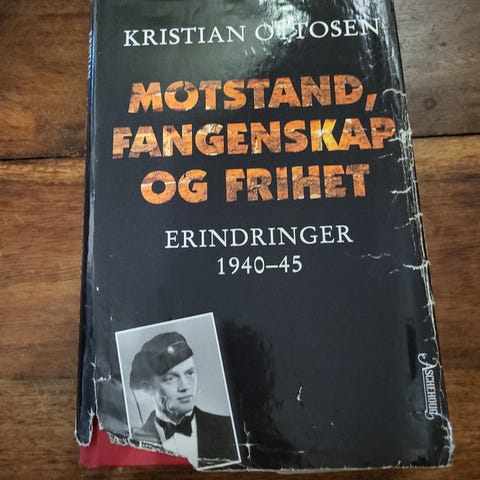 KRISTIAN OTTOSEN
MOTSTAND,
FANGENSKAP
OG FRIHET
ERINDRINGER
1940–45
ASCHEHOUG